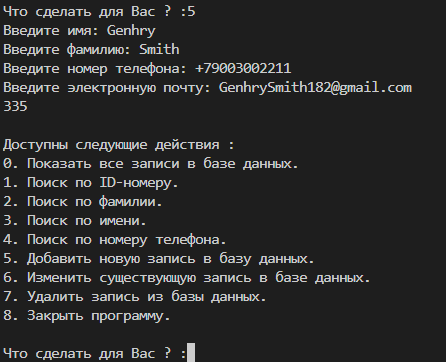 Что сделать для Вас ? :5
Введите имя: Genhry
Введите фамилию: Smith
Введите номер телефона: +79003002211
Введите электронную почту: GenhrySmith182@gmail.com
335
Доступны следующие действия :
0. Показать все записи в базе данных.
1. Поиск по ID-номеру.
2. Поиск по фамилии.
3. Поиск по имени.
4. Поиск по номеру телефона.
5. Добавить новую запись в базу данных.
6. Изменить существующую запись в базе данных.
7. Удалить запись из базы данных.
8. Закрыть программу.
Что сделать для Вас ? :